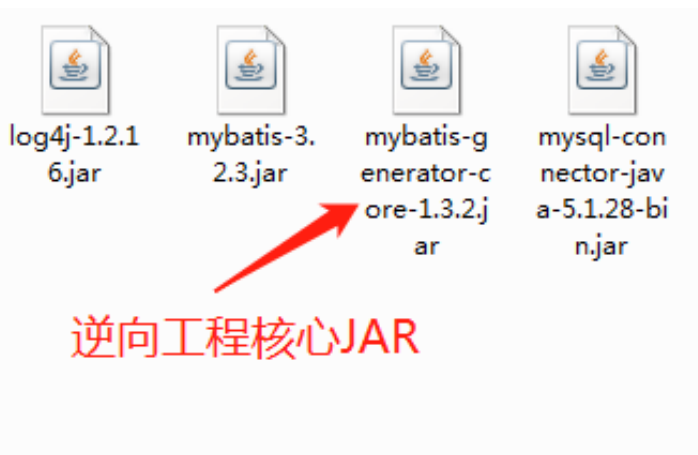 log4j-1.2.1
6.jar
mybatis-3.
2.3.jar
mybatis-g
enerator-c
ore-1.3.2.j
ar
mysql-con
nector-jav
a-5.1.28-bi
n.jar
逆向工程核心JAR